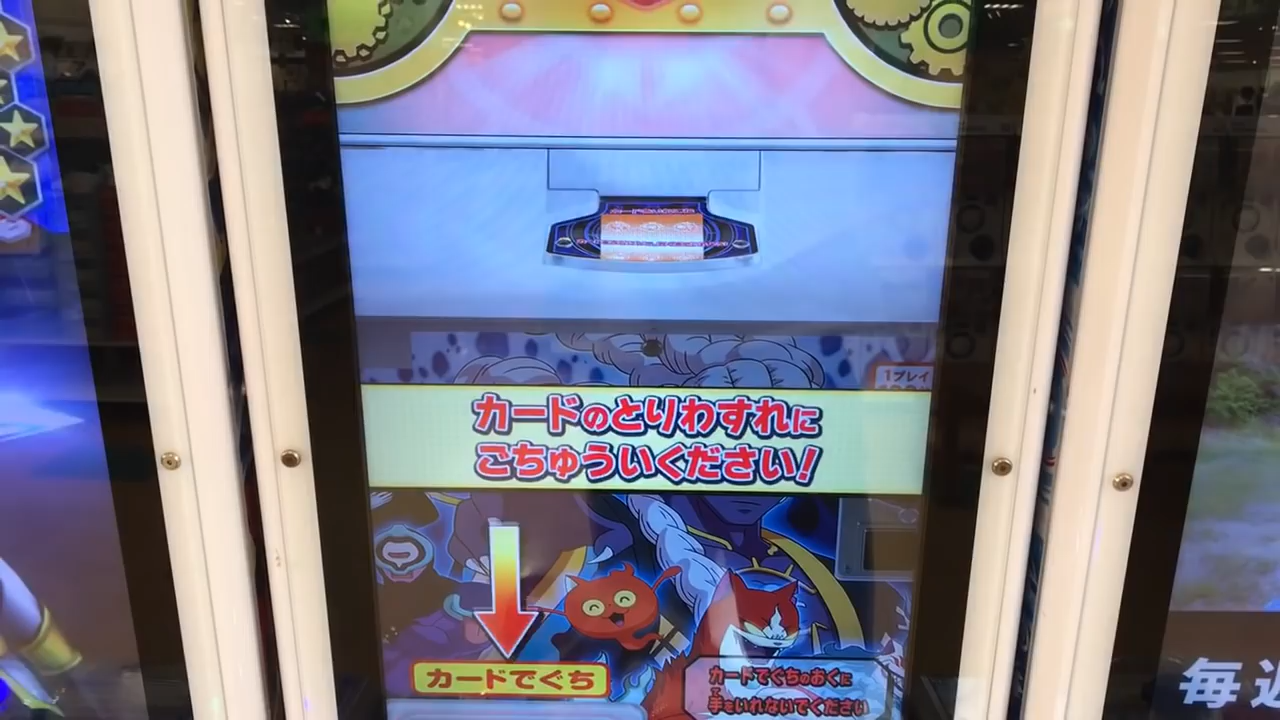 1プレイ
カードのとりわすれに
ごちゅういください!
カードでぐち
カードでぐちのおくに
手をいれないでください
毎